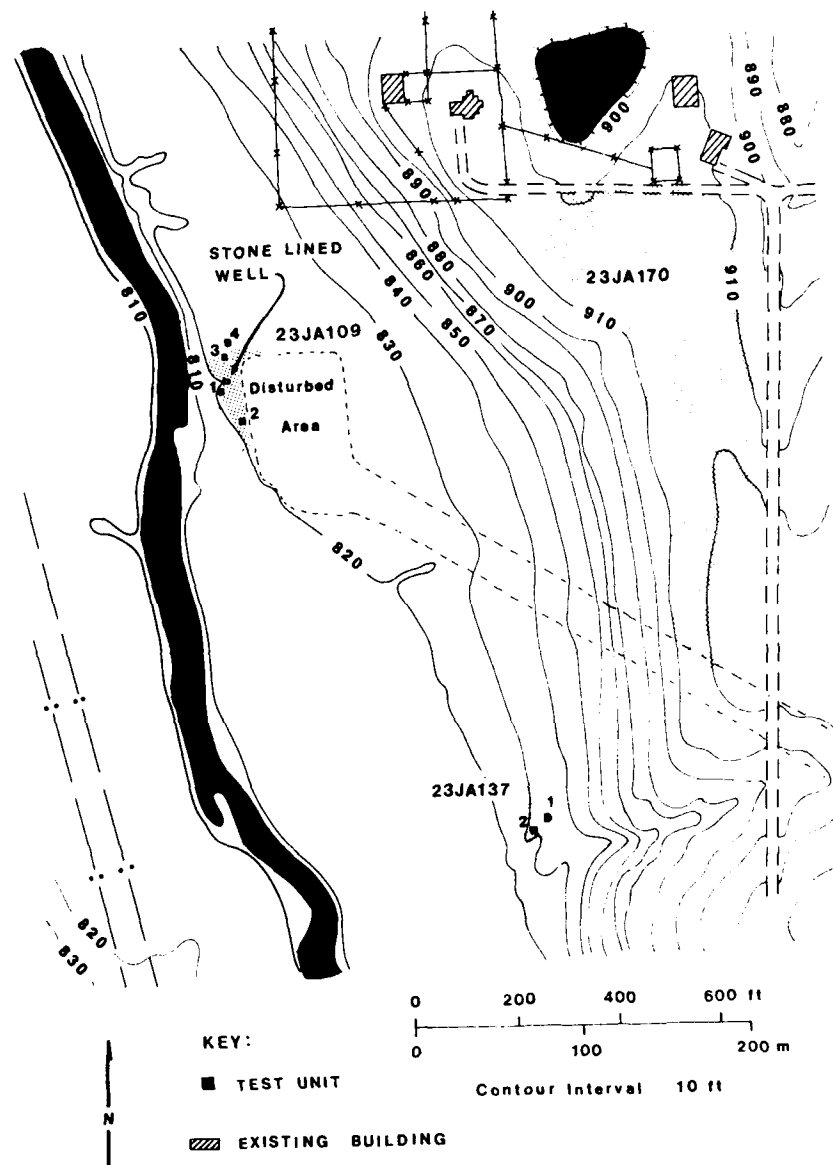 890
880
900
900
890
STONE LINED
WELL
880
860
23JA170
910
810
840
900
870
910
850
4
23JA109
830
3
810
1
Disturbed
2
Area
820
23JA137
1
2
820
830
0 200 400 600 ft
0 100 200 m
KEY:
TEST UNIT
Contour Interval 10 ft
N
EXISTING BUILDING